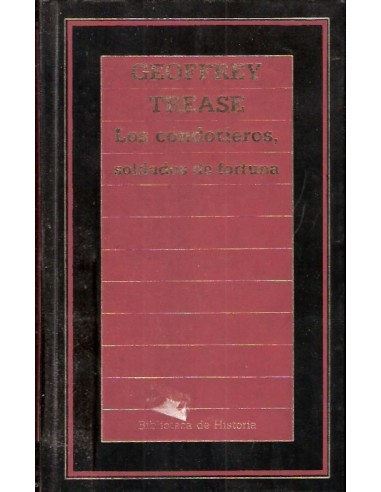 GEOFFREY
TREASE
Los condotieros,
soldados de fortuna
Biblioteca de Historia